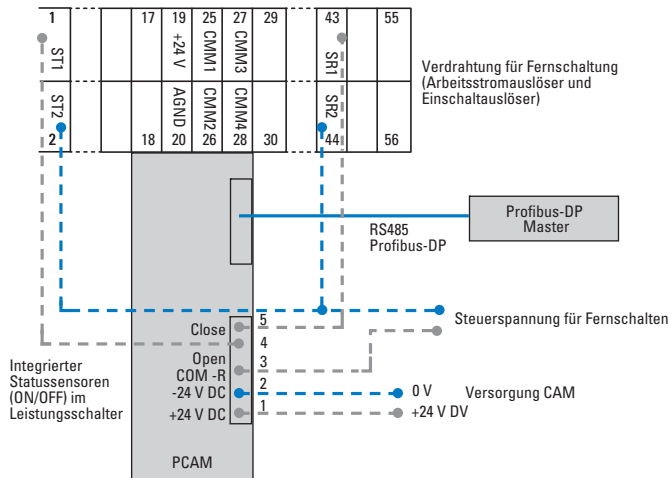 1 17 19 25 27 29 43 55
ST1 +24 V CMM1 CMM3 SR1
ST2 AGND CMM2 CMM4 SR2
2 18 20 26 28 30 44 56
Verdrahtung für Fernschaltung
(Arbeitsstromauslöser und
Einschaltauslöser)
Profibus-DP
Master
RS485
Profibus-DP
Steuerspannung für Fernschalten
Close 5
4
Open 3
COM -R
-24 V DC 2
+24 V DC 1
0 V
+24 V DV
Versorgung CAM
Integrierter
Statussensoren
(ON/OFF) im
Leistungsschalter
PCAM